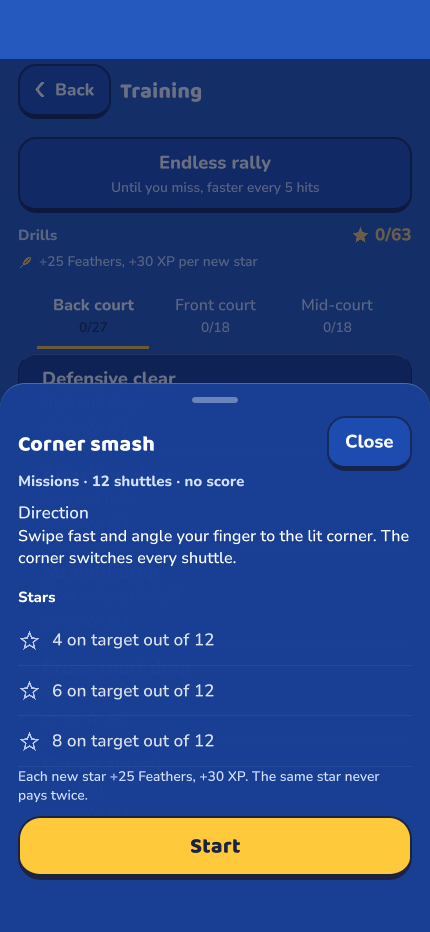 Back
Training
Endless rally
Until you miss, faster every 5 hits
Drills
0/63
+25 Feathers, +30 XP per new star
Back court
Front court
Mid-court
0/27
0/18
0/18
Defensive clear
Corner smash
Close
Missions · 12 shuttles · no score
Direction
Swipe fast and angle your finger to the lit corner. The
corner switches every shuttle.
Stars
4 on target out of 12
6 on target out of 12
8 on target out of 12
Each new star +25 Feathers, +30 XP. The same star never
pays twice.
Start